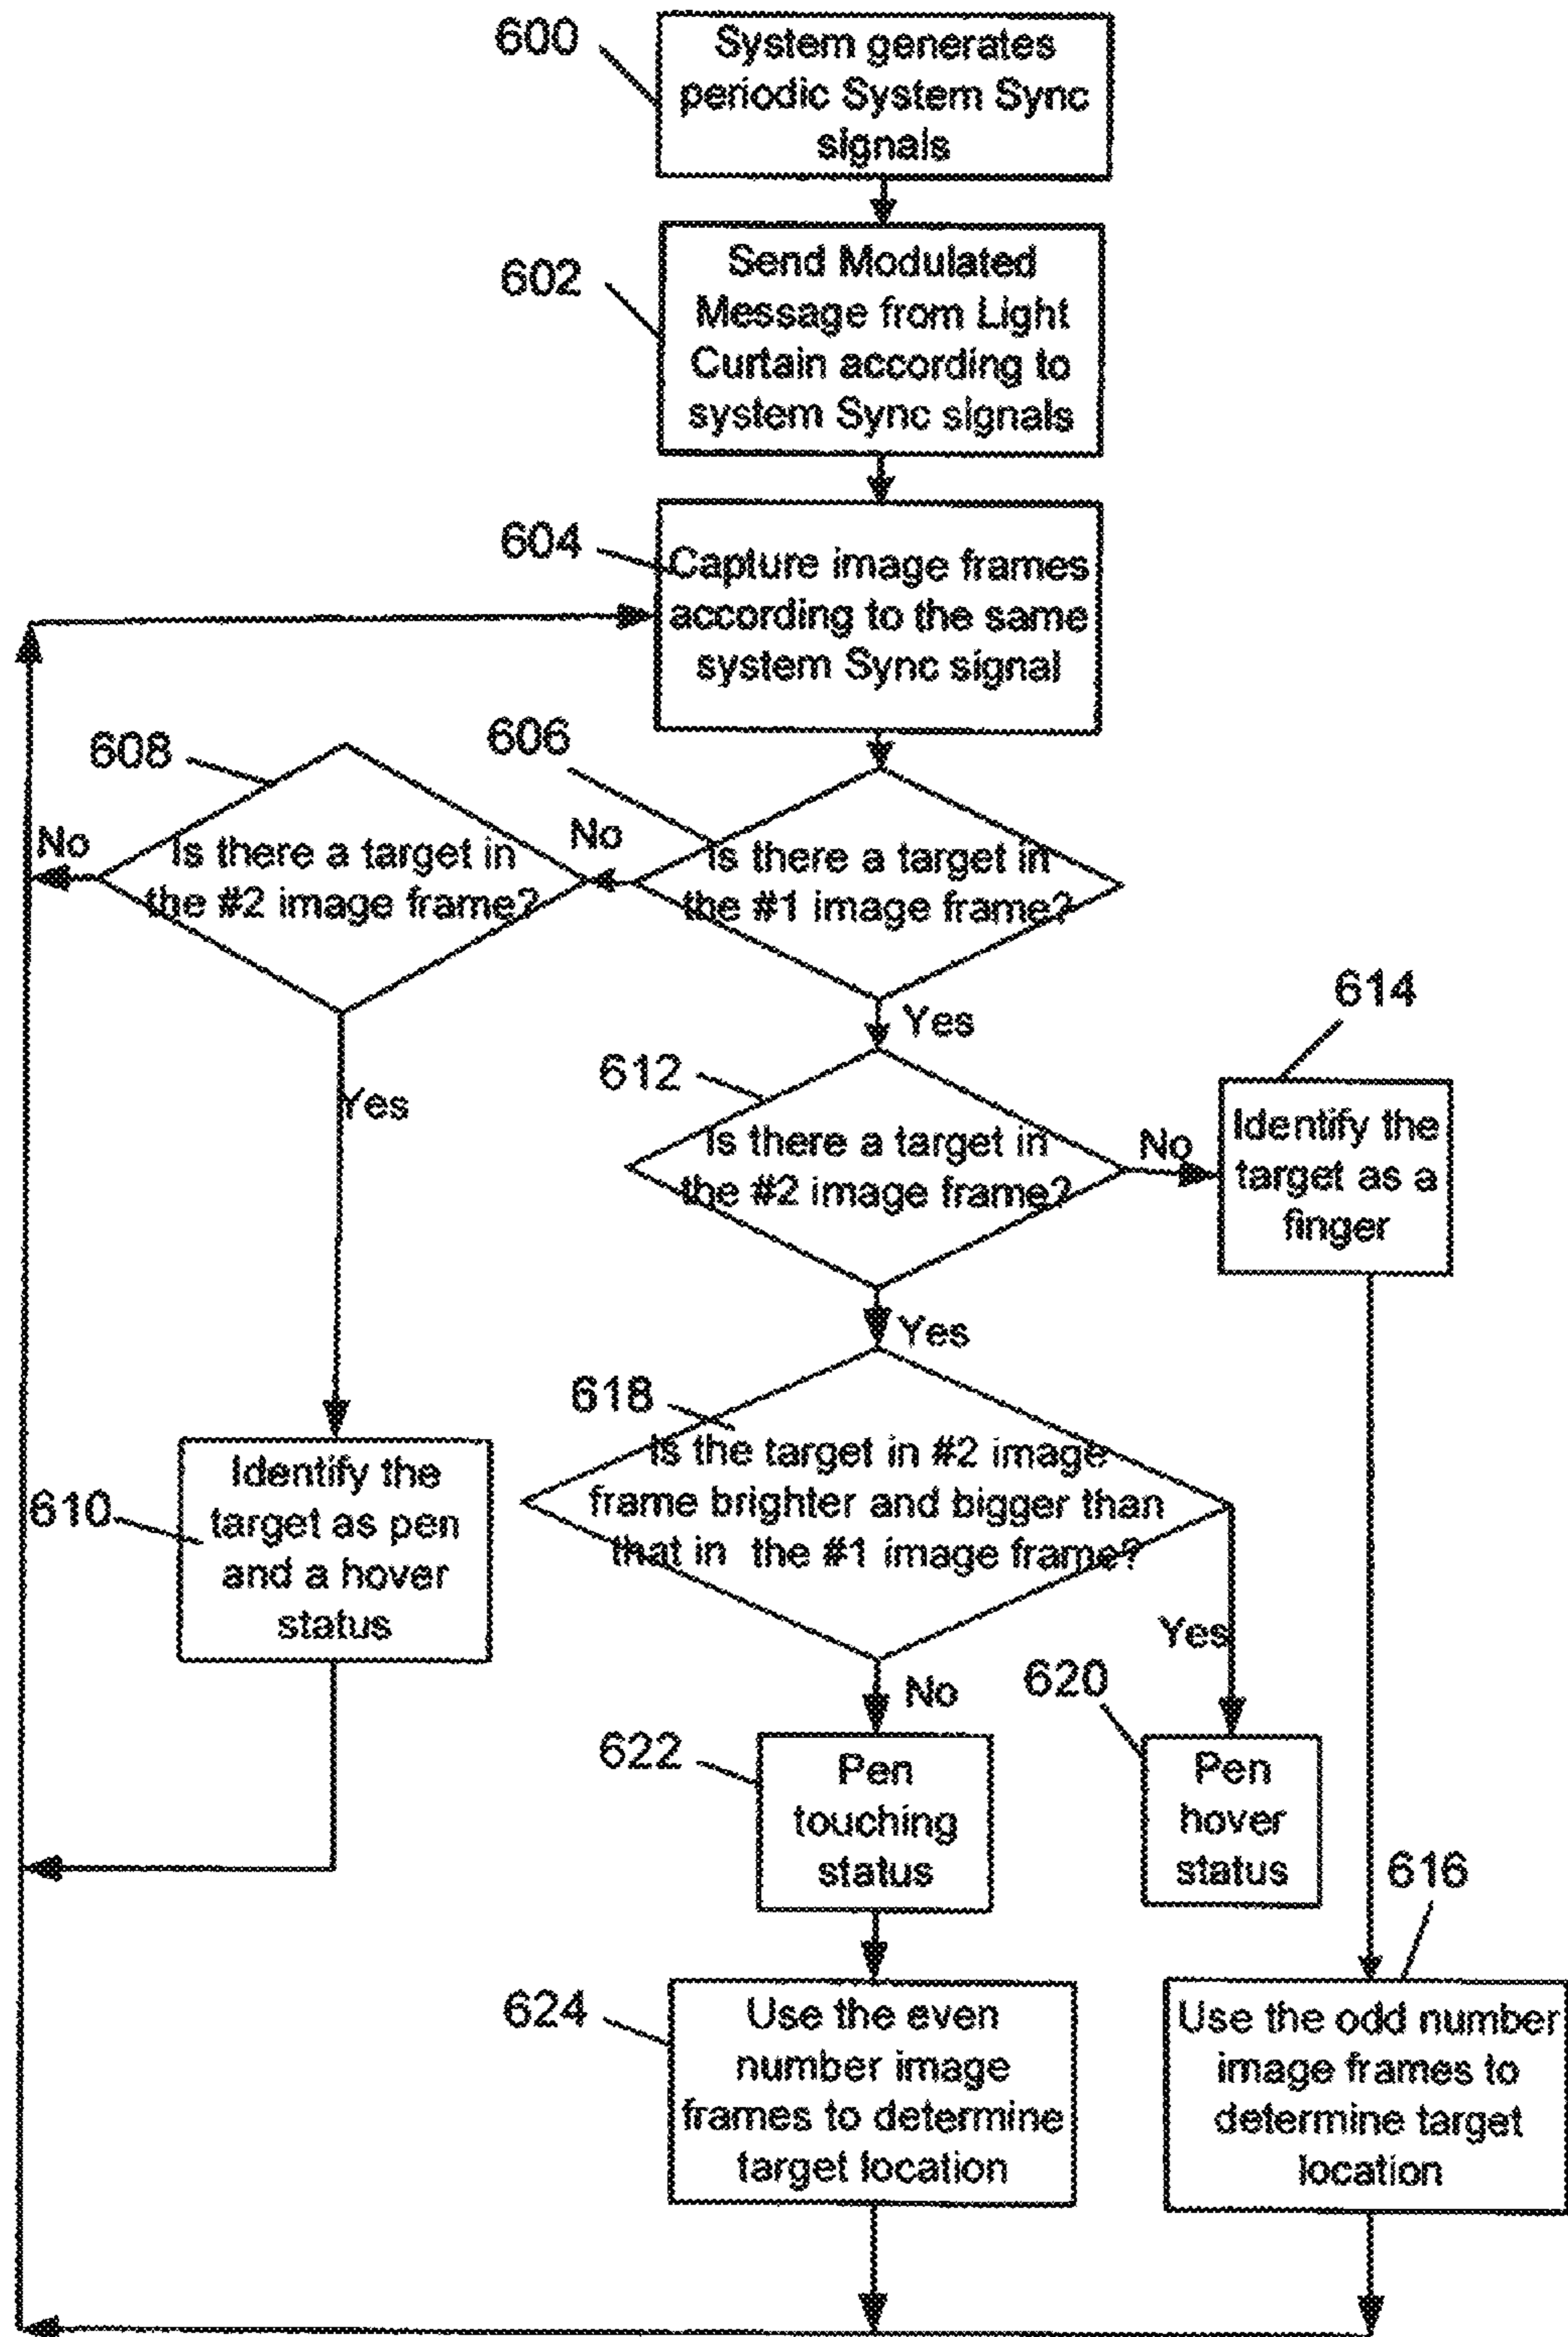 600
System generates
periodic System Sync
signals
602
Send Modulated
Message from Light
Curtain according to
system Sync signals
604
Capture image frames
according to the same
system Sync signal
608
606
No
Is there a target in
the #2 image frame?
No
Is there a target in
the #1 image frame?
Yes
614
612
Yes
Is there a target in
the #2 image frame?
No
Identify the
target as a
finger
Yes
618
Is the target in #2 image
frame brighter and bigger than
that in the #1 image frame?
610
Identify the
target as pen
and a hover
status
Yes
No
620
622
Pen
touching
status
Pen
hover
status
616
624
Use the even
number image
frames to determine
target location
Use the odd number
image frames to
determine target
location